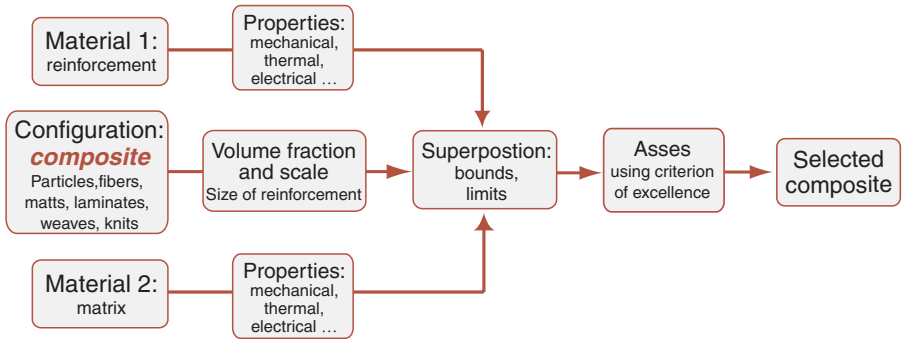 Material 1:
reinforcement
Properties:
mechanical,
thermal,
electrical ...
Configuration:
composite
Particles,fibers,
matts, laminates,
weaves, knits
Volume fraction
and scale
Size of reinforcement
Superpostion:
bounds,
limits
Asses
using criterion
of excellence
Selected
composite
Material 2:
matrix
Properties:
mechanical,
thermal,
electrical ...